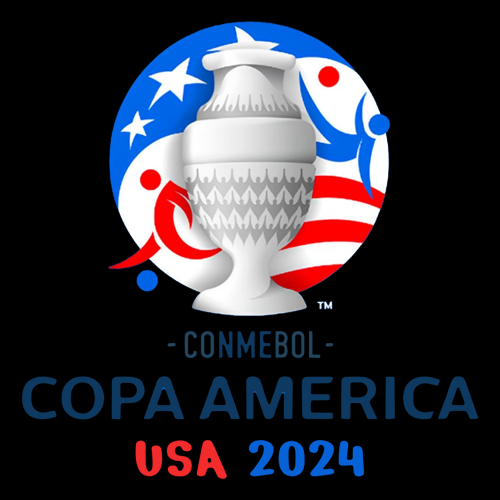 TM
-CONMEBOL-
COPA AMERICA
USA 2024